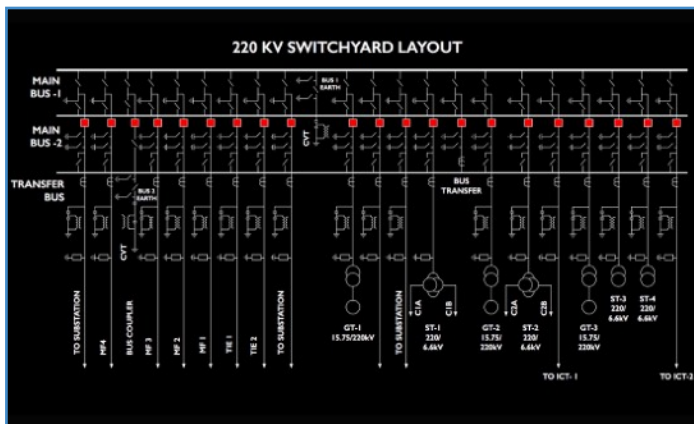 220 KV SWITCHYARD LAYOUT
MAIN
BUS -1
BUS 1
EARTH
MAIN
BUS -2
CVT
TRANSFER
BUS
BUS 2
EARTH
BUS
TRANSFER
CVT
TO SUBSTATION
MF4
BUS COUPLER
MF 3
MF 2
MF 1
TIE 1
TIE 2
TO SUBSTATION
GT-1
15.75/220kV
TO SUBSTATION
C1A
C1B
ST-1
220/
6.6kV
GT-2
15.75/
220kV
C2A
C2B
ST-2
220/
6.6kV
GT-3
15.75/
220kV
ST-3
220/
6.6kV
ST-4
220/
6.6kV
TO ICT- 1
TO ICT-2